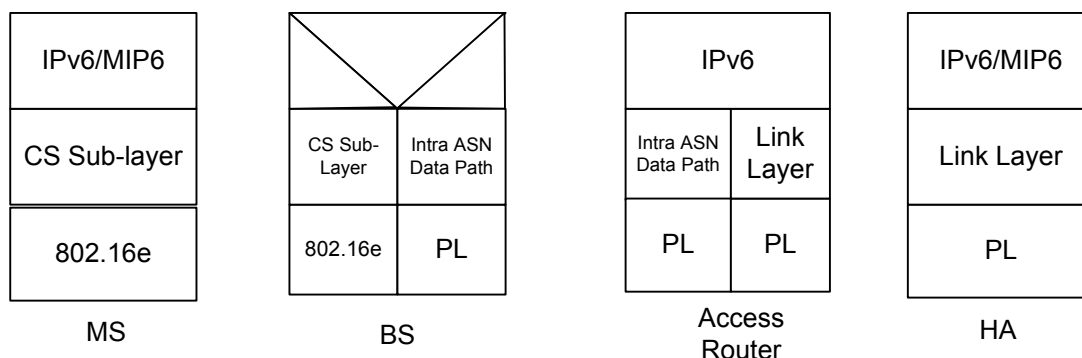 IPv6/MIP6
CS Sub-layer
802.16e
MS
CS Sub-
Layer
Intra ASN
Data Path
802.16e
PL
BS
IPv6
Intra ASN
Data Path
Link
Layer
PL
PL
Access
Router
IPv6/MIP6
Link Layer
PL
HA